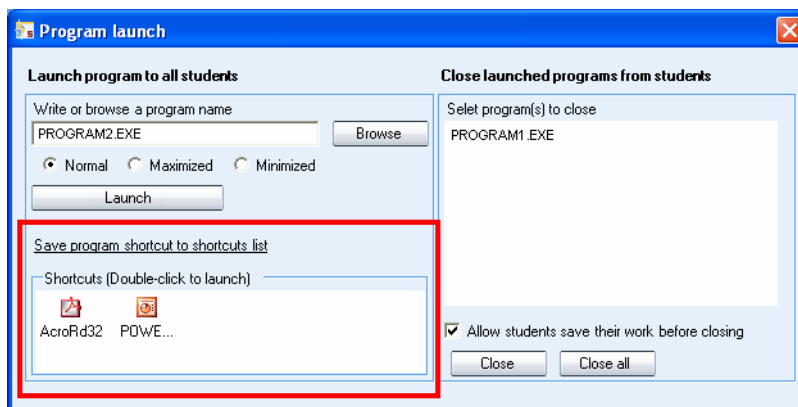 Program launch
Launch program to all students
Write or browse a program name
PROGRAM2.EXE
Browse
Normal Maximized Minimized
Launch
Save program shortcut to shortcuts list
Shortcuts (Double-click to launch)
AcroRd32 POWE...
Close launched programs from students
Selet program(s) to close
PROGRAM1.EXE
Allow students save their work before closing
Close Close all